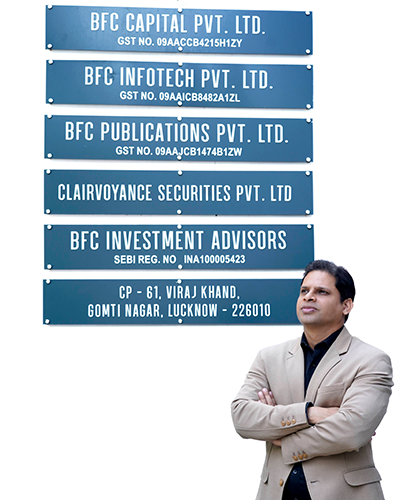 BFC CAPITAL PVT. LTD.
GST NO. 09AACCB4215H1ZY
BFC INFOTECH PVT. LTD.
GST NO. 09AAICB8482A1ZL
BFC PUBLICATIONS PVT. LTD.
GST NO. 09AAJCB1474B1ZW
CLAIRVOYANCE SECURITIES PVT. LTD
BFC INVESTMENT ADVISORS
SEBI REG. NO INA100005423
CP - 61, VIRAJ KHAND,
GOMTI NAGAR, LUCKNOW - 226010